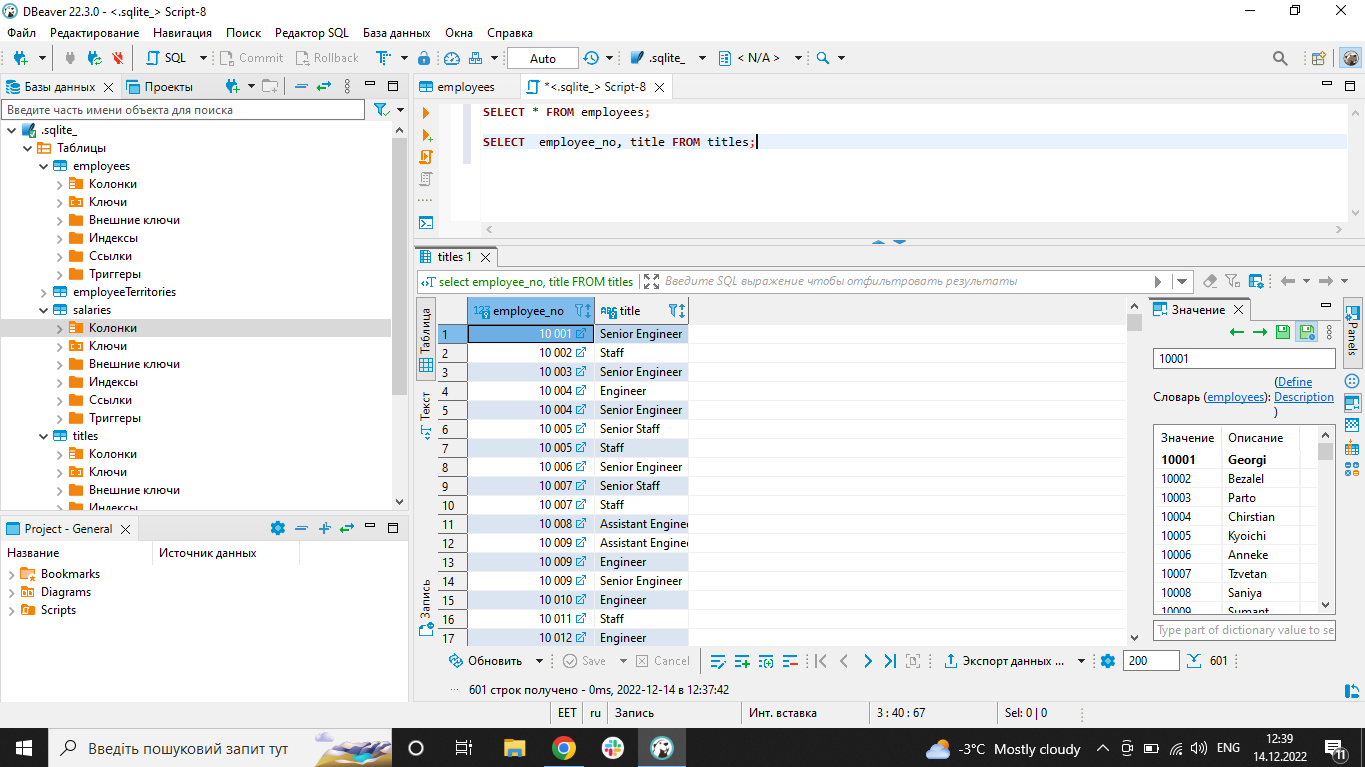 DBeaver 22.3.0 - <.sqlite_> Script-8
Файл Редактирование Навигация Поиск Редактор SQL База данных Окна Справка
SQL Commit Rollback Auto .sqlite_ < N/A >
Базы данных Проекты
Введите часть имени объекта для поиска
.sqlite_
Таблицы
employees
Колонки
Ключи
Внешние ключи
Индексы
Ссылки
Триггеры
employeeTerritories
salaries
Колонки
Ключи
Внешние ключи
Индексы
Ссылки
Триггеры
titles
Колонки
Ключи
Внешние ключи
Индексы
Project - General
Название Источник данных
Bookmarks
Diagrams
Scripts
employees *<.sqlite_> Script-8
SELECT * FROM employees;
SELECT employee_no, title FROM titles;
titles 1
select employee_no, title FROM titles Введите SQL выражение чтобы отфильтровать результаты
Таблица
Текст
Запись
123 employee_no ABC title
1 10 001 Senior Engineer
2 10 002 Staff
3 10 003 Senior Engineer
4 10 004 Engineer
5 10 004 Senior Engineer
6 10 005 Senior Staff
7 10 005 Staff
8 10 006 Senior Engineer
9 10 007 Senior Staff
10 10 007 Staff
11 10 008 Assistant Enginee
12 10 009 Assistant Enginee
13 10 009 Engineer
14 10 009 Senior Engineer
15 10 010 Engineer
16 10 011 Staff
17 10 012 Engineer
Значение
Panels
10001
Словарь (employees): (Define Description)
Значение Описание
10001 Georgi
10002 Bezalel
10003 Parto
10004 Chirstian
10005 Kyoichi
10006 Anneke
10007 Tzvetan
10008 Saniya
10009 Sumant
Type part of dictionary value to se
Обновить Save Cancel Экспорт данных ... 200 601
601 строк получено - 0ms, 2022-12-14 в 12:37:42
EET ru Запись Инт. вставка 3 : 40 : 67 Sel: 0 | 0
Введіть пошуковий запит тут
-3°C Mostly cloudy ENG 12:39
14.12.2022
11